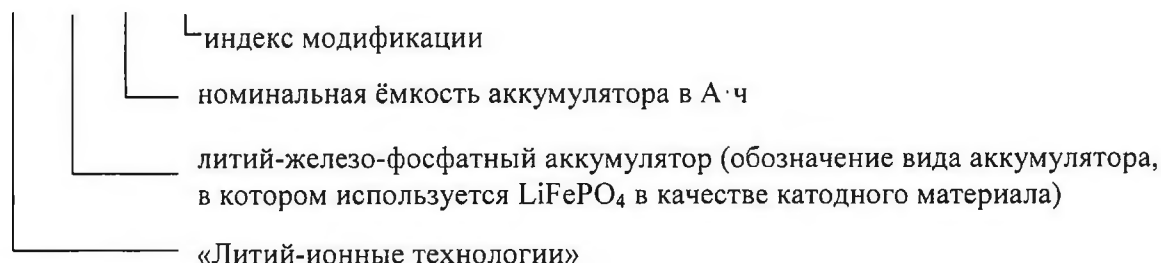 индекс модификации
номинальная ёмкость аккумулятора в А·ч
литий-железо-фосфатный аккумулятор (обозначение вида аккумулятора,
в котором используется LiFePO₄ в качестве катодного материала)
«Литий-ионные технологии»